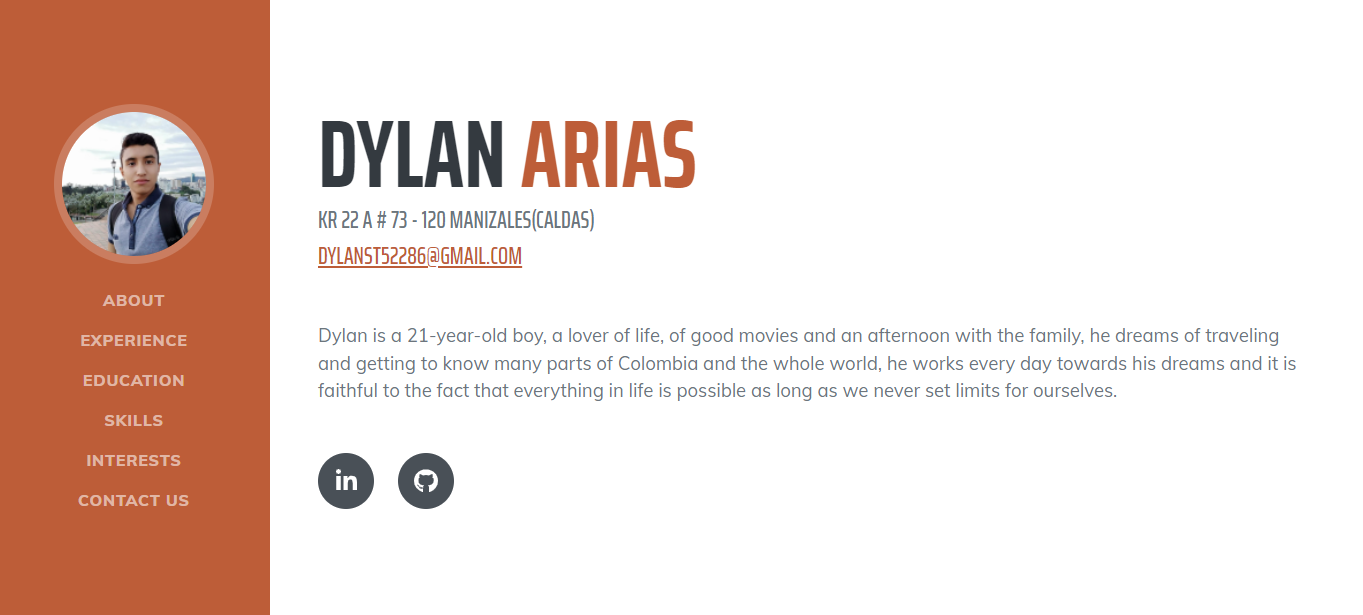 ABOUT
EXPERIENCE
EDUCATION
SKILLS
INTERESTS
CONTACT US
DYLAN ARIAS
KR 22 A # 73 - 120 MANIZALES(CALDAS)
DYLANST52286@GMAIL.COM
Dylan is a 21-year-old boy, a lover of life, of good movies and an afternoon with the family, he dreams of traveling
and getting to know many parts of Colombia and the whole world, he works every day towards his dreams and it is
faithful to the fact that everything in life is possible as long as we never set limits for ourselves.
in